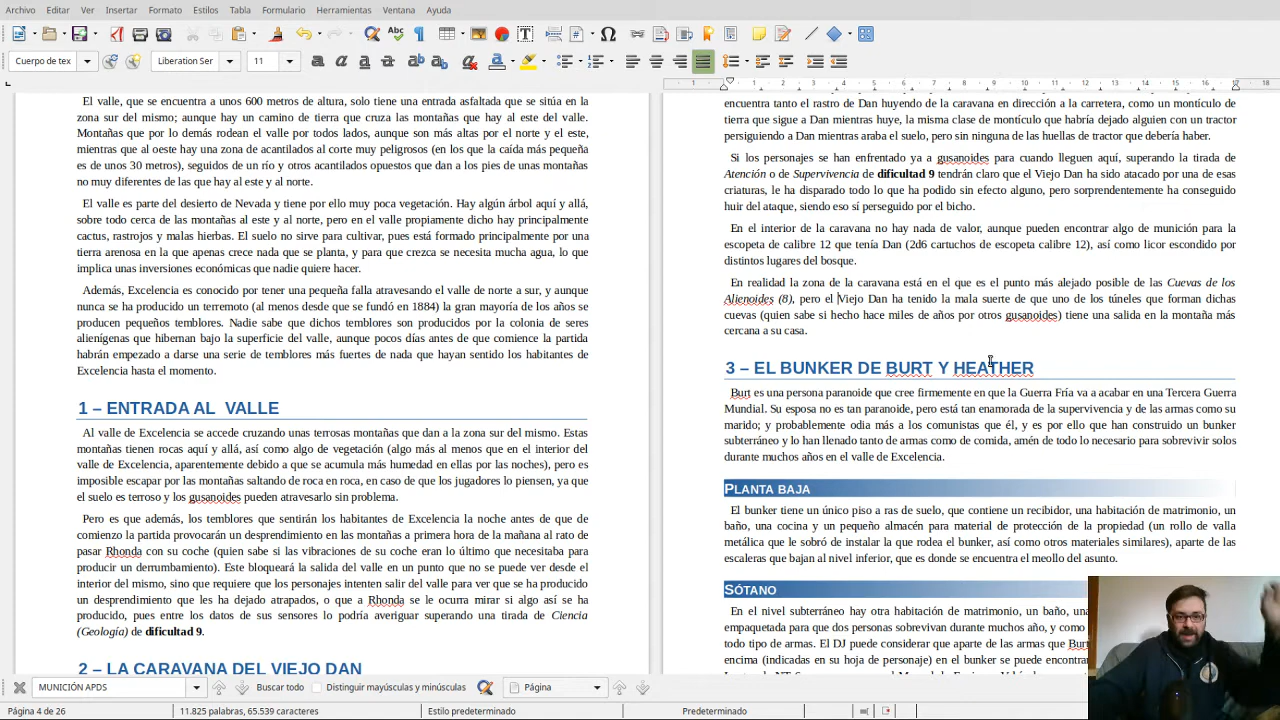 Archivo Editar Ver Insertar Formato Estilos Tabla Formulario Herramientas Ventana Ayuda
Cuerpo de tex Liberation Ser 11
1 1 2 3 4 5 6 7 8 9 10 11 12 13 14 15 16 17 18
El valle, que se encuentra a unos 600 metros de altura, solo tiene una entrada asfaltada que se sitúa en la
zona sur del mismo; aunque hay un camino de tierra que cruza las montañas que hay al este del valle.
Montañas que por lo demás rodean el valle por todos lados, aunque son más altas por el norte y el este,
mientras que al oeste hay una zona de acantilados al corte muy peligrosos (en los que la caída más pequeña
es de unos 30 metros), seguidos de un río y otros acantilados opuestos que dan a los pies de unas montañas
no muy diferentes de las que hay al este y al norte.
El valle es parte del desierto de Nevada y tiene por ello muy poca vegetación. Hay algún árbol aquí y allá,
sobre todo cerca de las montañas al este y al norte, pero en el valle propiamente dicho hay principalmente
cactus, rastrojos y malas hierbas. El suelo no sirve para cultivar, pues está formado principalmente por
una tierra arenosa en la que apenas crece nada que se planta, y para que crezca se necesita mucha agua, lo que
implica unas inversiones económicas que nadie quiere hacer.
Además, Excelencia es conocido por tener una pequeña falla atravesando el valle de norte a sur, y aunque
nunca se ha producido un terremoto (al menos desde que se fundó en 1884) la gran mayoría de los años se
producen pequeños temblores. Nadie sabe que dichos temblores son producidos por la colonia de seres
alienígenas que hibernan bajo la superficie del valle, aunque pocos días antes de que comience la partida
habrán empezado a darse una serie de temblores más fuertes de nada que hayan sentido los habitantes de
Excelencia hasta el momento.
1 – ENTRADA AL  VALLE
Al valle de Excelencia se accede cruzando unas terrosas montañas que dan a la zona sur del mismo. Estas
montañas tienen rocas aquí y allá, así como algo de vegetación (algo más al menos que en el interior del
valle de Excelencia, aparentemente debido a que se acumula más humedad en ellas por las noches), pero es
imposible escapar por las montañas saltando de roca en roca, en caso de que los jugadores lo piensen, ya que
el suelo es terroso y los gusanoides pueden atravesarlo sin problema.
Pero es que además, los temblores que sentirán los habitantes de Excelencia la noche antes de que de
comienzo la partida provocarán un desprendimiento en las montañas a primera hora de la mañana al rato de
pasar Rhonda con su coche (quien sabe si las vibraciones de su coche eran lo último que necesitaba para
producir un derrumbamiento). Este bloqueará la salida del valle en un punto que no se puede ver desde el
interior del mismo, sino que requiere que los personajes intenten salir del valle para ver que se ha producido
un desprendimiento que les ha dejado atrapados, o que a Rhonda se le ocurra mirar si algo así se ha
producido, pues entre los datos de sus sensores lo podría averiguar superando una tirada de Ciencia
(Geología) de dificultad 9.
2 – LA CARAVANA DEL VIEJO DAN
encuentra tanto el rastro de Dan huyendo de la caravana en dirección a la carretera, como un montículo de
tierra que sigue a Dan mientras huye, la misma clase de montículo que habría dejado alguien con un tractor
persiguiendo a Dan mientras araba el suelo, pero sin ninguna de las huellas de tractor que debería haber.
Si los personajes se han enfrentado ya a gusanoides para cuando lleguen aquí, superando la tirada de
Atención o de Supervivencia de dificultad 9 tendrán claro que el Viejo Dan ha sido atacado por una de esas
criaturas, le ha disparado todo lo que ha podido sin efecto alguno, pero sorprendentemente ha conseguido
huir del ataque, siendo eso sí perseguido por el bicho.
En el interior de la caravana no hay nada de valor, aunque pueden encontrar algo de munición para la
escopeta de calibre 12 que tenía Dan (2d6 cartuchos de escopeta calibre 12), así como licor escondido por
distintos lugares del bosque.
En realidad la zona de la caravana está en el que es el punto más alejado posible de las Cuevas de los
Alienoides (8), pero el Viejo Dan ha tenido la mala suerte de que uno de los túneles que forman dichas
cuevas (quien sabe si hecho hace miles de años por otros gusanoides) tiene una salida en la montaña más
cercana a su casa.
3 – EL BUNKER DE BURT Y HEATHER
Burt es una persona paranoide que cree firmemente en que la Guerra Fría va a acabar en una Tercera Guerra
Mundial. Su esposa no es tan paranoide, pero está tan enamorada de la supervivencia y de las armas como su
marido; y probablemente odia más a los comunistas que él, y es por ello que han construido un bunker
subterráneo y lo han llenado tanto de armas como de comida, amén de todo lo necesario para sobrevivir solos
durante muchos años en el valle de Excelencia.
PLANTA BAJA
El bunker tiene un único piso a ras de suelo, que contiene un recibidor, una habitación de matrimonio, un
baño, una cocina y un pequeño almacén para material de protección de la propiedad (un rollo de valla
metálica que le sobró de instalar la que rodea el bunker, así como otros materiales similares), aparte de las
escaleras que bajan al nivel inferior, que es donde se encuentra el meollo del asunto.
SÓTANO
En el nivel subterráneo hay otra habitación de matrimonio, un baño, una
empaquetada para que dos personas sobrevivan durante muchos año, y como
todo tipo de armas. El DJ puede considerar que aparte de las armas que Burt
encima (indicadas en su hoja de personaje) en el bunker se puede encontrar
MUNICIÓN APDS Buscar todo Distinguir mayúsculas y minúsculas Página
Página 4 de 26 11.825 palabras, 65.539 caracteres Estilo predeterminado Predeterminado